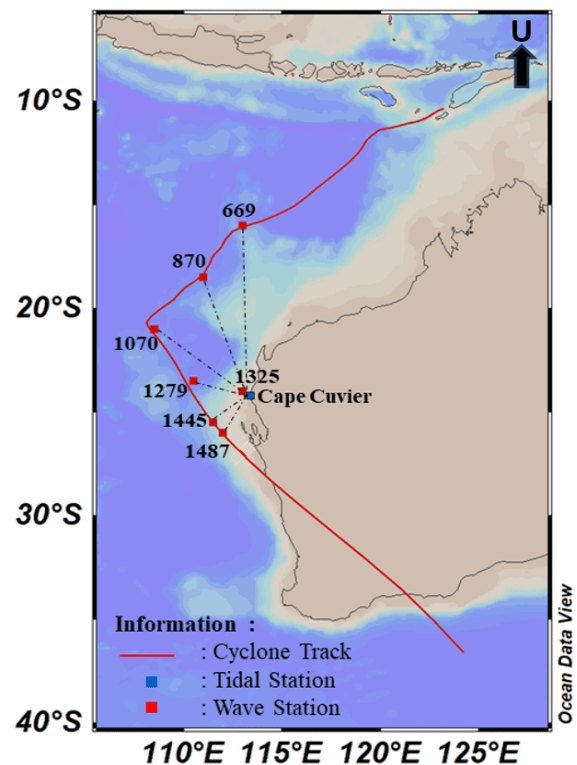 U
10°S
669
870
20°S
1070
1325
1279
Cape Cuvier
1445
1487
30°S
Information :
: Cyclone Track
: Tidal Station
: Wave Station
40°S
110°E 115°E 120°E 125°E
Ocean Data View